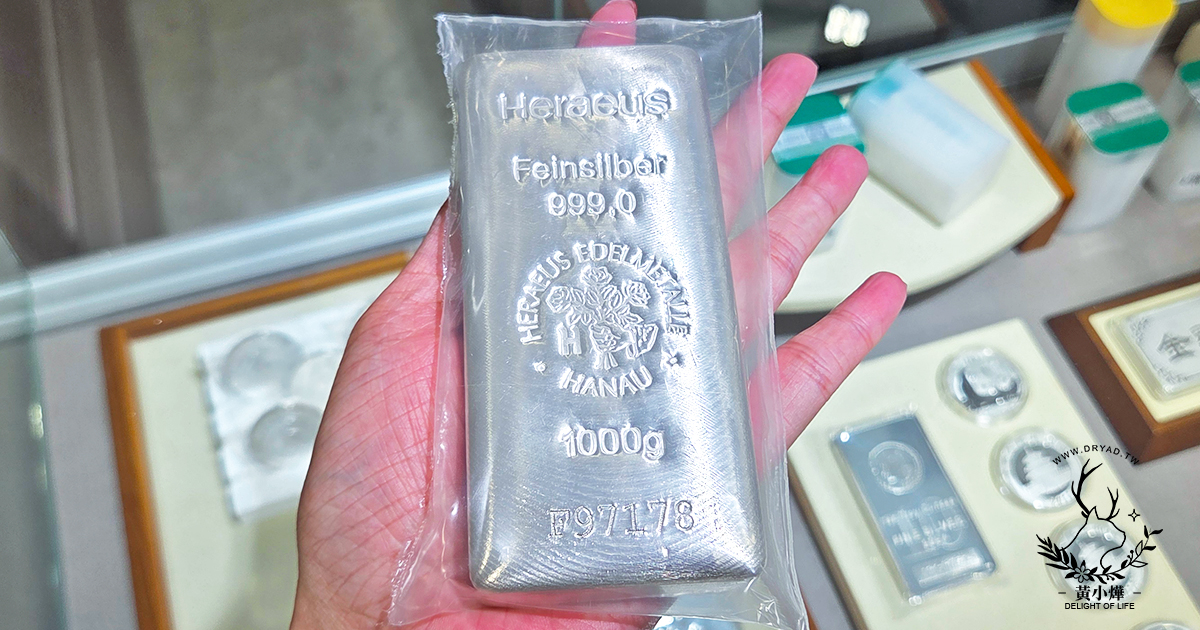 Heraeus
Feinsilber
999,0
HERAEUS EDELMETALLE
H
HANAU
1000g
F97178
WWW.DRYAD.TW
黃小燁
DELIGHT OF LIFE